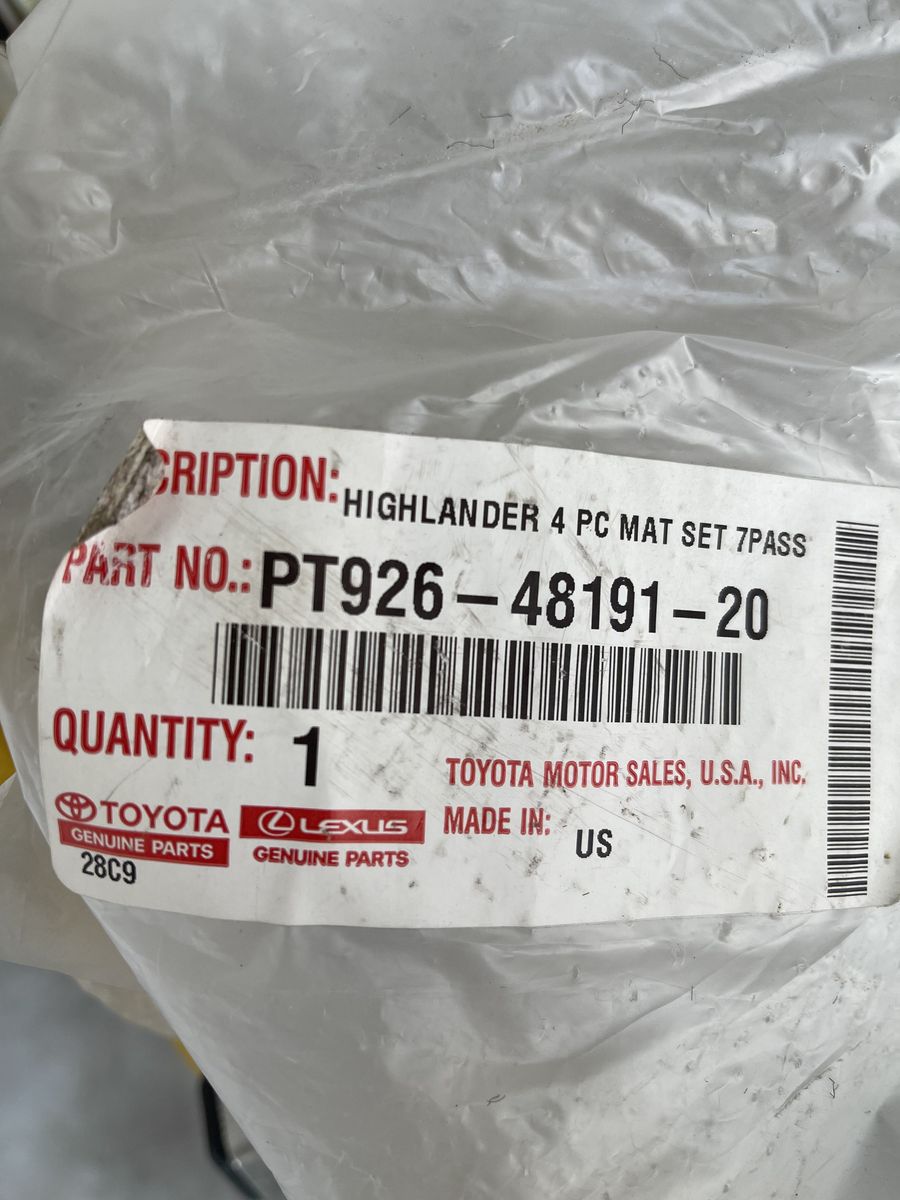 CRIPTION: HIGHLANDER 4 PC MAT SET 7PASS
PART NO.: PT926-48191-20
QUANTITY: 1
TOYOTA MOTOR SALES, U.S.A., INC.
MADE IN: US
TOYOTA
GENUINE PARTS
LEXUS
GENUINE PARTS
28C9